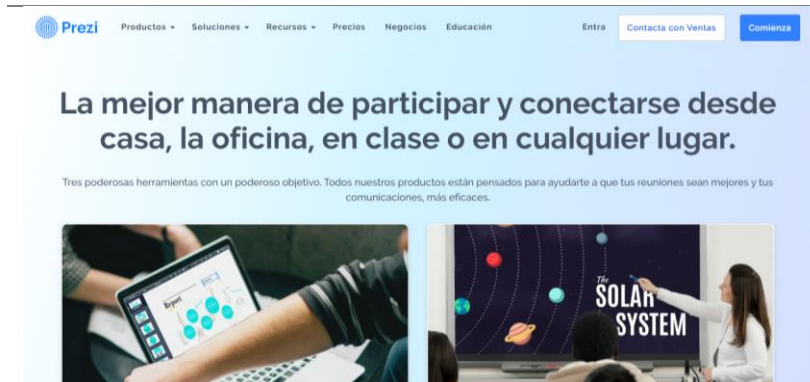 Prezi Productos Soluciones Recursos Precios Negocios Educación Entra Contacta con Ventas Comienza
La mejor manera de participar y conectarse desde
casa, la oficina, en clase o en cualquier lugar.
Tres poderosas herramientas con un poderoso objetivo. Todos nuestros productos están pensados para ayudarte a que tus reuniones sean mejores y tus
comunicaciones, más eficaces.
Report
The
SOLAR
SYSTEM